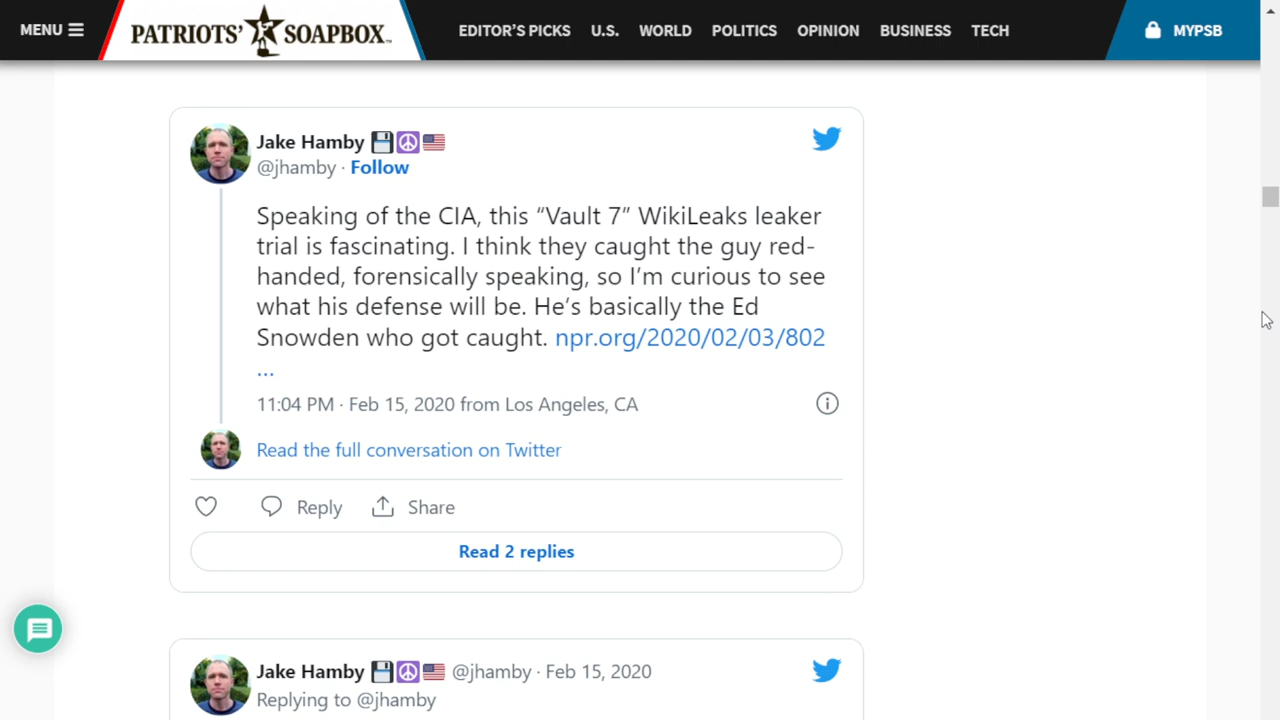 MENU
PATRIOTS' SOAPBOX
EDITOR'S PICKS U.S. WORLD POLITICS OPINION BUSINESS TECH
MYPSB
Jake Hamby 💾☮️🇺🇸
@jhamby · Follow
Speaking of the CIA, this “Vault 7” WikiLeaks leaker
trial is fascinating. I think they caught the guy red-
handed, forensically speaking, so I’m curious to see
what his defense will be. He’s basically the Ed
Snowden who got caught. npr.org/2020/02/03/802
…
11:04 PM · Feb 15, 2020 from Los Angeles, CA
Read the full conversation on Twitter
Reply Share
Read 2 replies
Jake Hamby 💾☮️🇺🇸 @jhamby · Feb 15, 2020
Replying to @jhamby